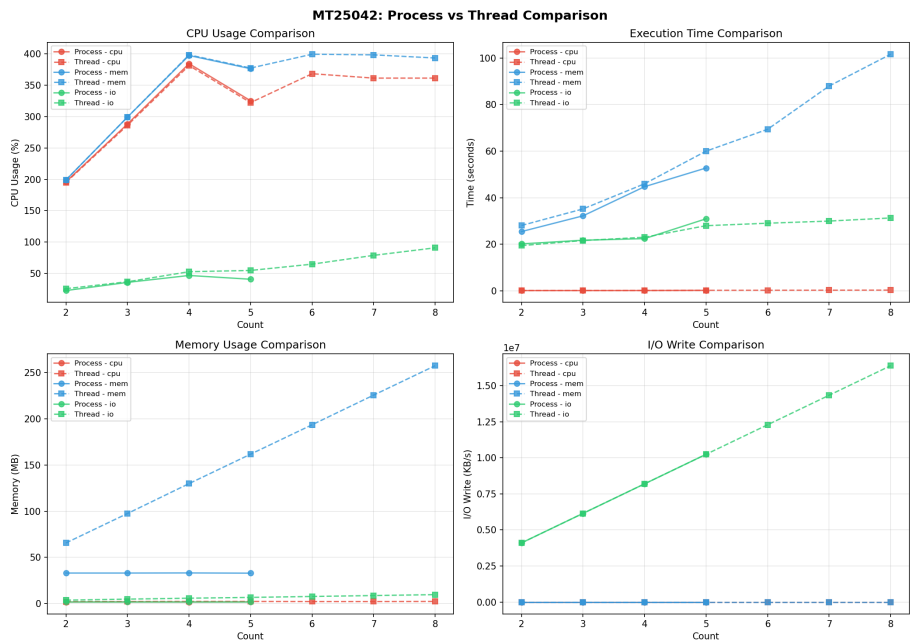 MT25042: Process vs Thread Comparison
CPU Usage Comparison
Process - cpu
Thread - cpu
Process - mem
Thread - mem
Process - io
Thread - io
CPU Usage (%)
400
350
300
250
200
150
100
50
2 3 4 5 6 7 8
Count
Execution Time Comparison
Process - cpu
Thread - cpu
Process - mem
Thread - mem
Process - io
Thread - io
Time (seconds)
100
80
60
40
20
0
2 3 4 5 6 7 8
Count
Memory Usage Comparison
Process - cpu
Thread - cpu
Process - mem
Thread - mem
Process - io
Thread - io
Memory (MB)
250
200
150
100
50
0
2 3 4 5 6 7 8
Count
I/O Write Comparison
1e7
Process - cpu
Thread - cpu
Process - mem
Thread - mem
Process - io
Thread - io
I/O Write (KB/s)
1.50
1.25
1.00
0.75
0.50
0.25
0.00
2 3 4 5 6 7 8
Count